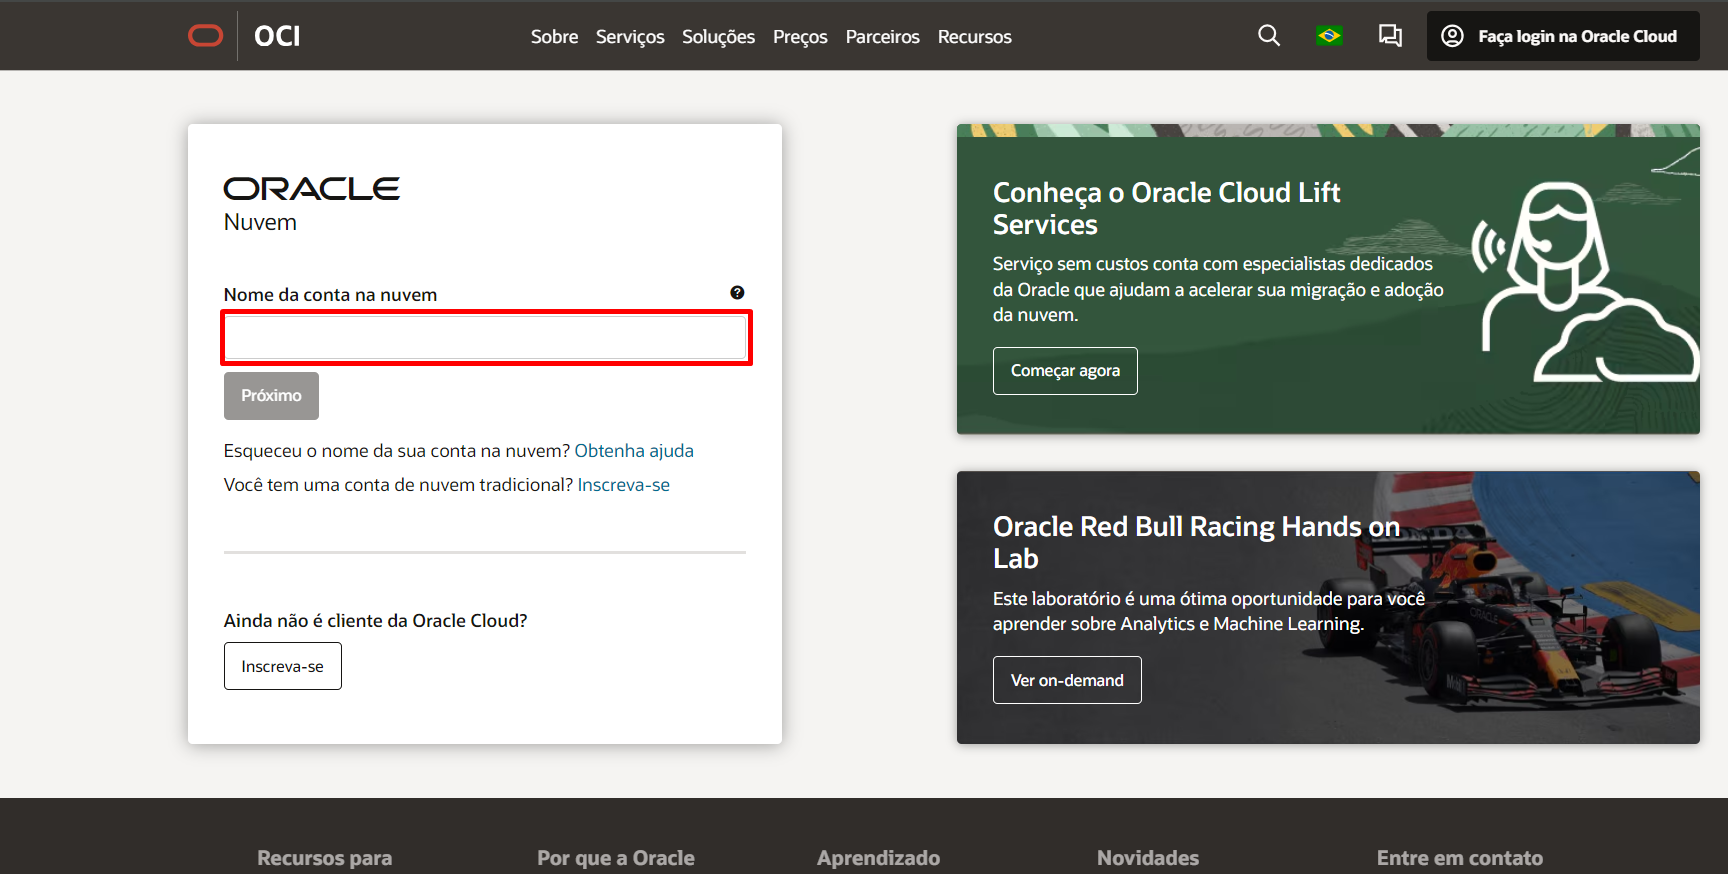 OCI
Sobre Serviços Soluções Preços Parceiros Recursos
Faça login na Oracle Cloud
ORACLE
Nuvem
Nome da conta na nuvem
?
Próximo
Esqueceu o nome da sua conta na nuvem? Obtenha ajuda
Você tem uma conta de nuvem tradicional? Inscreva-se
Ainda não é cliente da Oracle Cloud?
Inscreva-se
Conheça o Oracle Cloud Lift
Services
Serviço sem custos conta com especialistas dedicados
da Oracle que ajudam a acelerar sua migração e adoção
da nuvem.
Começar agora
Oracle Red Bull Racing Hands on
Lab
Este laboratório é uma ótima oportunidade para você
aprender sobre Analytics e Machine Learning.
Ver on-demand
ORACLE
Mobil
Recursos para
Por que a Oracle
Aprendizado
Novidades
Entre em contato